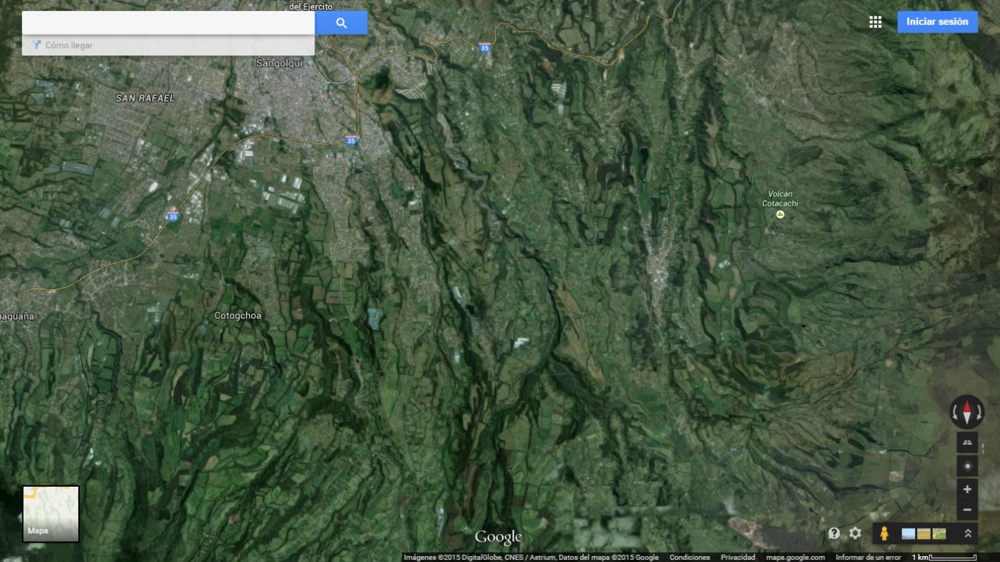 del Ejercito
Iniciar sesión
Cómo llegar
35
Sangolquí
SAN RAFAEL
35
Volcán
Cotacachi
35
Cotogchoa
naguaña
Mapa
Google
Imágenes ©2015 DigitalGlobe, CNES / Astrium, Datos del mapa ©2015 Google Condiciones Privacidad maps.google.com Informar de un error 1 km